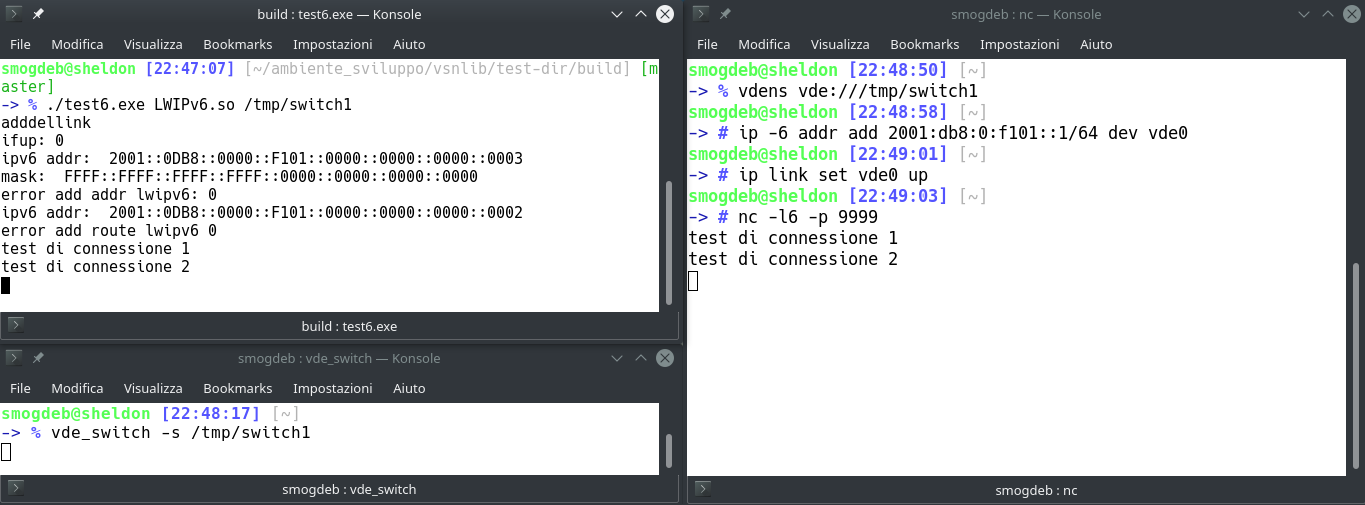 build : test6.exe — Konsole
File Modifica Visualizza Bookmarks Impostazioni Aiuto
smogdeb@sheldon [22:47:07] [~/ambiente_sviluppo/vsnlib/test-dir/build] [m
aster]
-> % ./test6.exe LWIPv6.so /tmp/switch1
adddellink
ifup: 0
ipv6 addr:  2001::0DB8::0000::F101::0000::0000::0000::0003
mask:  FFFF::FFFF::FFFF::FFFF::0000::0000::0000::0000
error add addr lwipv6: 0
ipv6 addr:  2001::0DB8::0000::F101::0000::0000::0000::0002
error add route lwipv6 0
test di connessione 1
test di connessione 2
build : test6.exe
smogdeb : vde_switch — Konsole
File Modifica Visualizza Bookmarks Impostazioni Aiuto
smogdeb@sheldon [22:48:17] [~]
-> % vde_switch -s /tmp/switch1
smogdeb : vde_switch
smogdeb : nc — Konsole
File Modifica Visualizza Bookmarks Impostazioni Aiuto
smogdeb@sheldon [22:48:50] [~]
-> % vdens vde:///tmp/switch1
smogdeb@sheldon [22:48:58] [~]
-> # ip -6 addr add 2001:db8:0:f101::1/64 dev vde0
smogdeb@sheldon [22:49:01] [~]
-> # ip link set vde0 up
smogdeb@sheldon [22:49:03] [~]
-> # nc -l6 -p 9999
test di connessione 1
test di connessione 2
smogdeb : nc